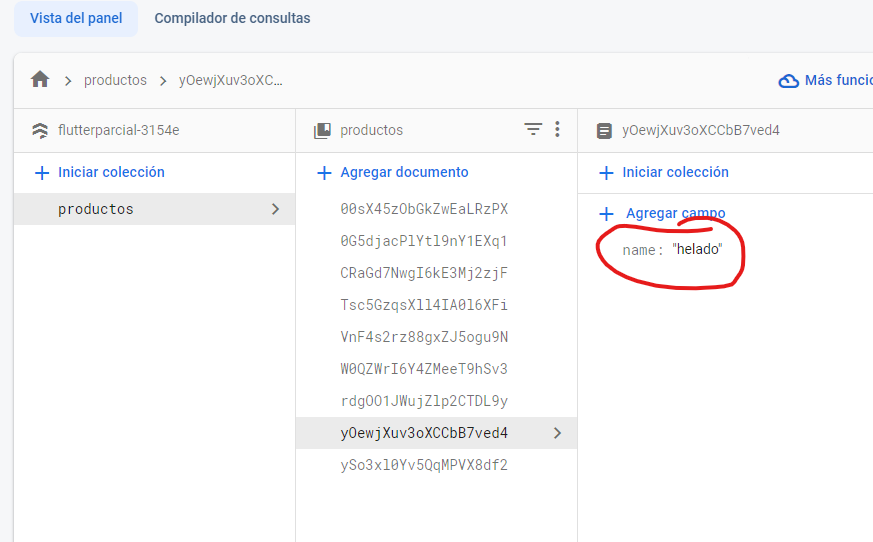 Vista del panel Compilador de consultas
productos yOewjXuv3oXC...
Más funcio
flutterparcial-3154e
Iniciar colección
productos
productos
Agregar documento
00sX45zObGkZwEaLRzPX
0G5djacPlYtl9nY1EXq1
CRaGd7NwgI6kE3Mj2zjF
Tsc5GzqsXll4IA0l6XFi
VnF4s2rz88gxZJ5ogu9N
W0QZWrI6Y4ZMeeT9hSv3
rdgOO1JWujZlp2CTDL9y
yOewjXuv3oXCCbB7ved4
ySo3xl0Yv5QqMPVX8df2
yOewjXuv3oXCCbB7ved4
Iniciar colección
Agregar campo
name: "helado"